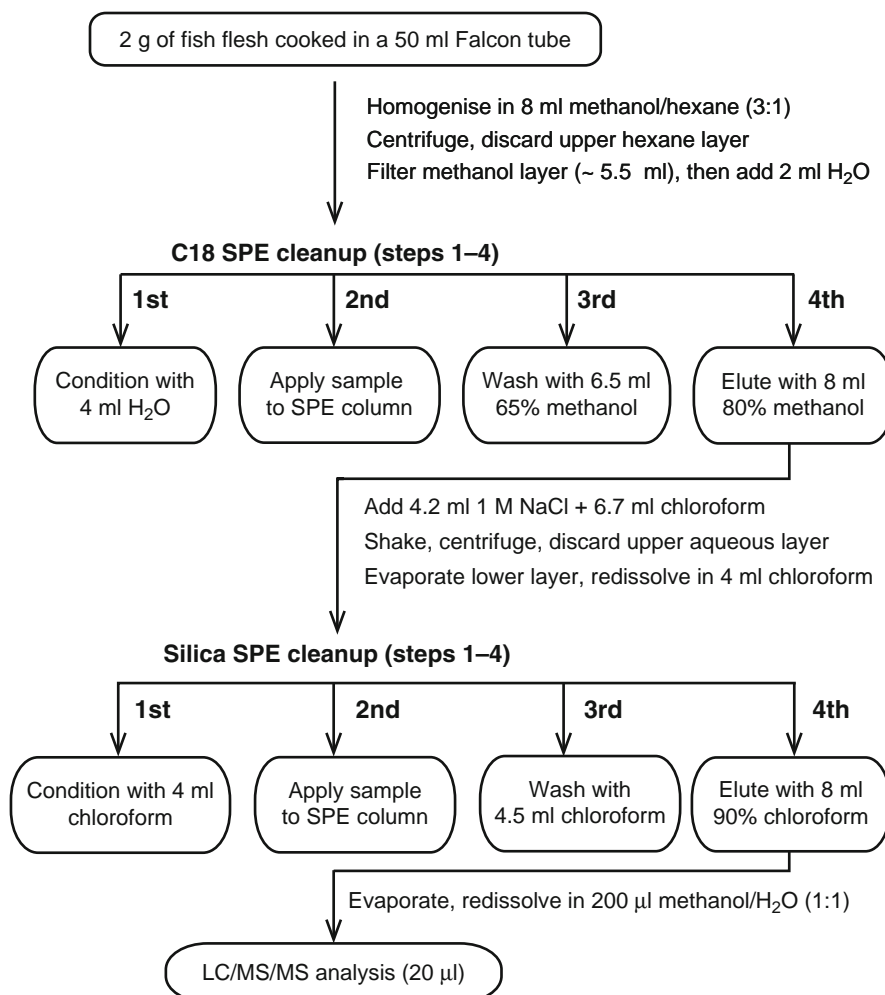 2 g of fish flesh cooked in a 50 ml Falcon tube
Homogenise in 8 ml methanol/hexane (3:1)
Centrifuge, discard upper hexane layer
Filter methanol layer (~ 5.5 ml), then add 2 ml H₂O
C18 SPE cleanup (steps 1–4)
1st
2nd
3rd
4th
Condition with
4 ml H₂O
Apply sample
to SPE column
Wash with 6.5 ml
65% methanol
Elute with 8 ml
80% methanol
Add 4.2 ml 1 M NaCl + 6.7 ml chloroform
Shake, centrifuge, discard upper aqueous layer
Evaporate lower layer, redissolve in 4 ml chloroform
Silica SPE cleanup (steps 1–4)
1st
2nd
3rd
4th
Condition with 4 ml
chloroform
Apply sample
to SPE column
Wash with
4.5 ml chloroform
Elute with 8 ml
90% chloroform
Evaporate, redissolve in 200 μl methanol/H₂O (1:1)
LC/MS/MS analysis (20 μl)